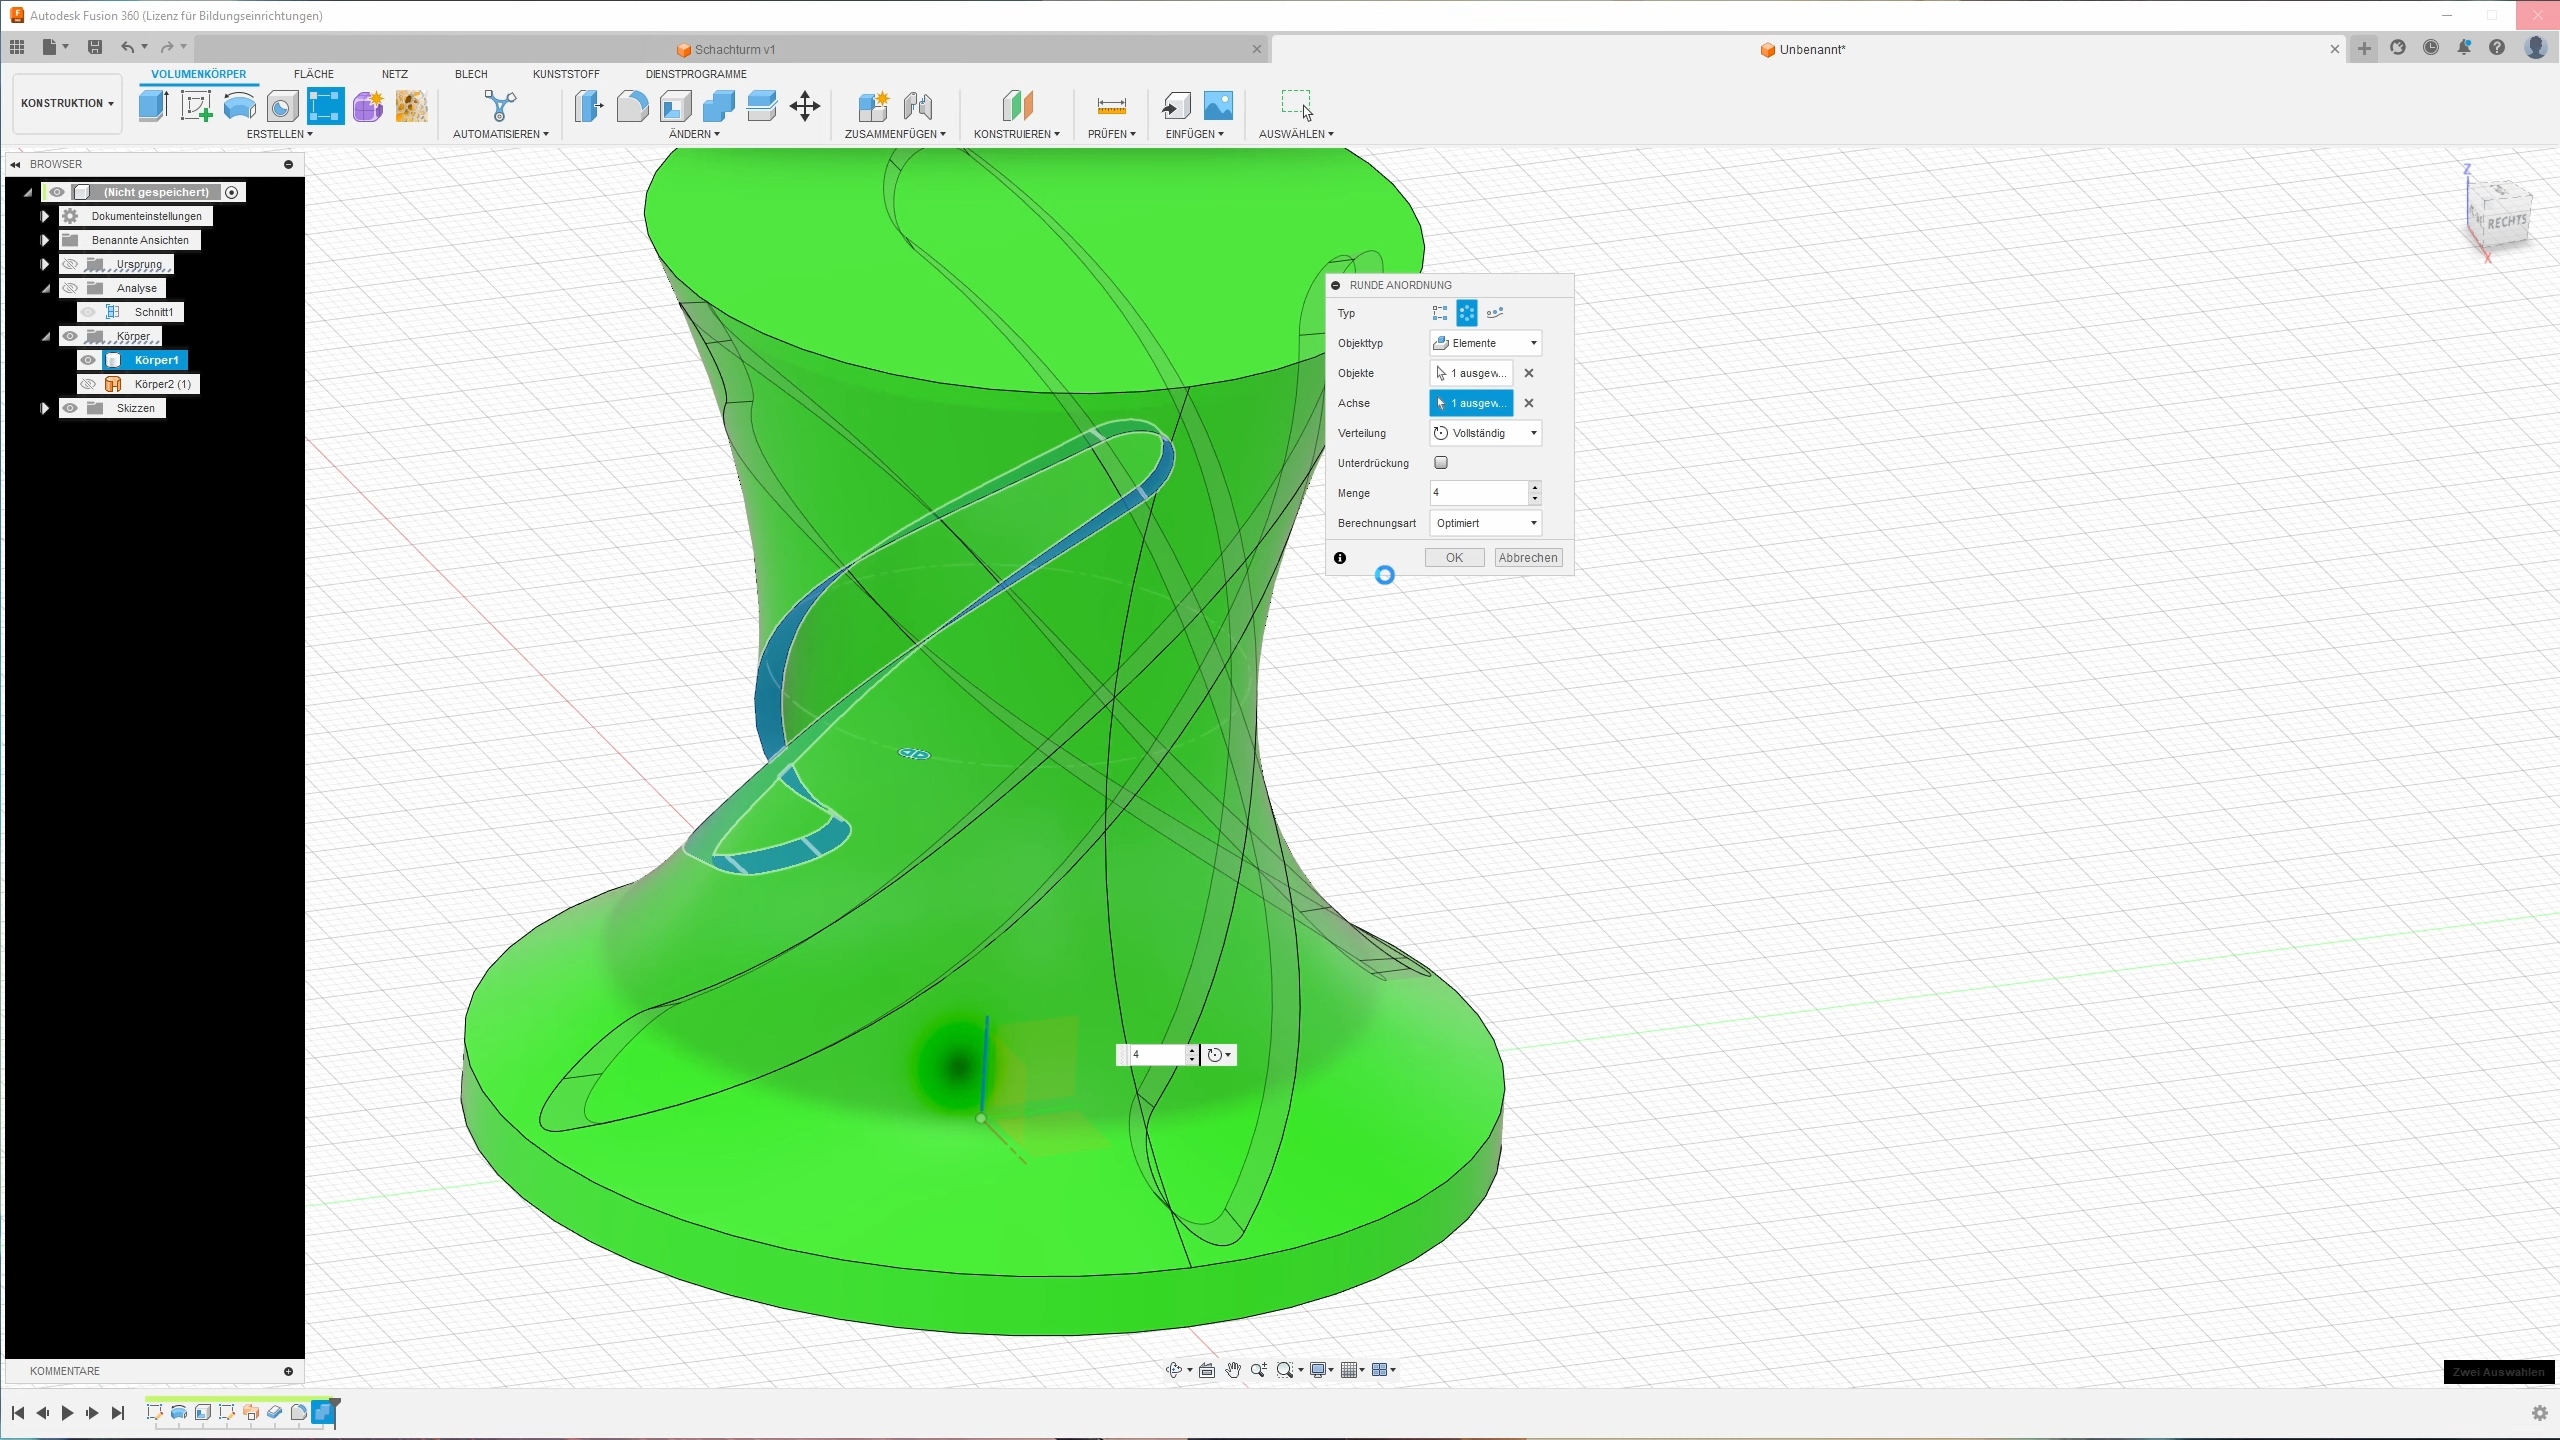 Autodesk Fusion 360 (Lizenz für Bildungseinrichtungen)
Schachturm v1
Unbenannt*
KONSTRUKTION
VOLUMENKÖRPER FLÄCHE NETZ BLECH KUNSTSTOFF DIENSTPROGRAMME
ERSTELLEN AUTOMATISIEREN ÄNDERN ZUSAMMENFÜGEN KONSTRUIEREN PRÜFEN EINFÜGEN AUSWÄHLEN
BROWSER
(Nicht gespeichert)
Dokumenteinstellungen
Benannte Ansichten
Ursprung
Analyse
Schnitt1
Körper
Körper1
Körper2 (1)
Skizzen
Z
RECHTS
X
RUNDE ANORDNUNG
Typ
Objekttyp Elemente
Objekte 1 ausgew...
Achse 1 ausgew...
Verteilung Vollständig
Unterdrückung
Menge 4
Berechnungsart Optimiert
OK Abbrechen
4
KOMMENTARE
Zwei Auswahlen